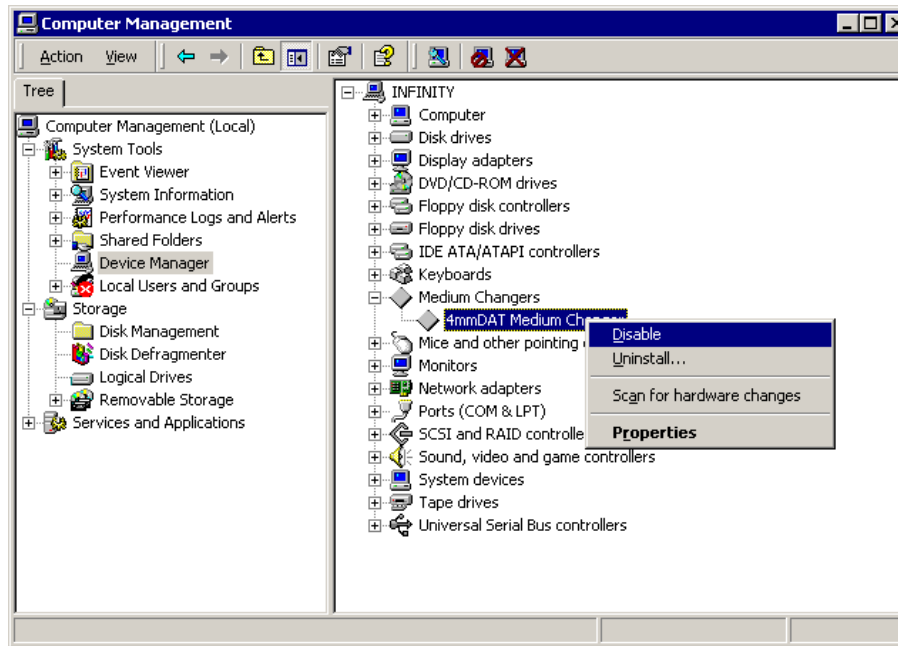 Computer Management
Action View
Tree
Computer Management (Local)
System Tools
Event Viewer
System Information
Performance Logs and Alerts
Shared Folders
Device Manager
Local Users and Groups
Storage
Disk Management
Disk Defragmenter
Logical Drives
Removable Storage
Services and Applications
INFINITY
Computer
Disk drives
Display adapters
DVD/CD-ROM drives
Floppy disk controllers
Floppy disk drives
IDE ATA/ATAPI controllers
Keyboards
Medium Changers
4mmDAT Medium Changer
Mice and other pointing
Monitors
Network adapters
Ports (COM & LPT)
SCSI and RAID controlle
Sound, video and game controllers
System devices
Tape drives
Universal Serial Bus controllers
Disable
Uninstall...
Scan for hardware changes
Properties